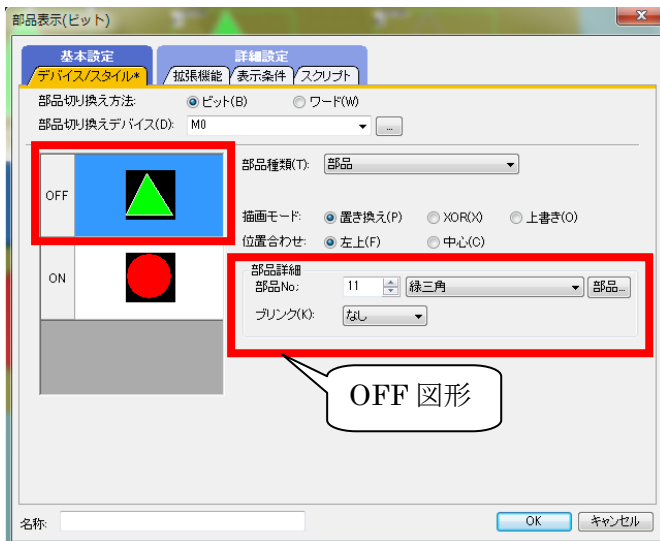 部品表示(ビット)
基本設定 詳細設定
デバイス/スタイル* 拡張機能 表示条件 スクリプト
部品切り換え方法: ビット(B) ワード(W)
部品切り換えデバイス(D): M0 ...
OFF
部品種類(T): 部品
描画モード: 置き換え(P) XOR(X) 上書き(O)
位置合わせ: 左上(F) 中心(C)
ON
部品詳細
部品No.: 11 緑三角 部品...
ブリンク(K): なし
OFF 図形
名称: OK キャンセル